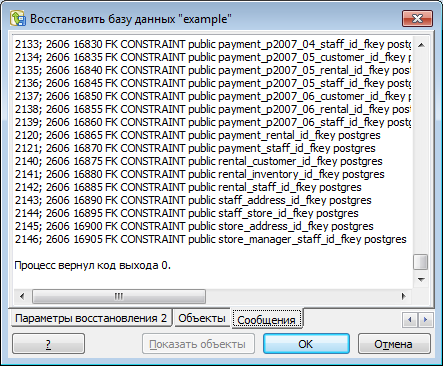 Восстановить базу данных "example"
2133; 2606 16830 FK CONSTRAINT public payment_p2007_04_staff_id_fkey postgr
2134; 2606 16835 FK CONSTRAINT public payment_p2007_05_customer_id_fkey p
2135; 2606 16840 FK CONSTRAINT public payment_p2007_05_rental_id_fkey postg
2136; 2606 16845 FK CONSTRAINT public payment_p2007_05_staff_id_fkey postgr
2137; 2606 16850 FK CONSTRAINT public payment_p2007_06_customer_id_fkey p
2138; 2606 16855 FK CONSTRAINT public payment_p2007_06_rental_id_fkey postg
2139; 2606 16860 FK CONSTRAINT public payment_p2007_06_staff_id_fkey postgr
2120; 2606 16865 FK CONSTRAINT public payment_rental_id_fkey postgres
2121; 2606 16870 FK CONSTRAINT public payment_staff_id_fkey postgres
2140; 2606 16875 FK CONSTRAINT public rental_customer_id_fkey postgres
2141; 2606 16880 FK CONSTRAINT public rental_inventory_id_fkey postgres
2142; 2606 16885 FK CONSTRAINT public rental_staff_id_fkey postgres
2143; 2606 16890 FK CONSTRAINT public staff_address_id_fkey postgres
2144; 2606 16895 FK CONSTRAINT public staff_store_id_fkey postgres
2145; 2606 16900 FK CONSTRAINT public store_address_id_fkey postgres
2146; 2606 16905 FK CONSTRAINT public store_manager_staff_id_fkey postgres
Процесс вернул код выхода 0.
Параметры восстановления 2 Объекты Сообщения
? Показать объекты OK Отмена